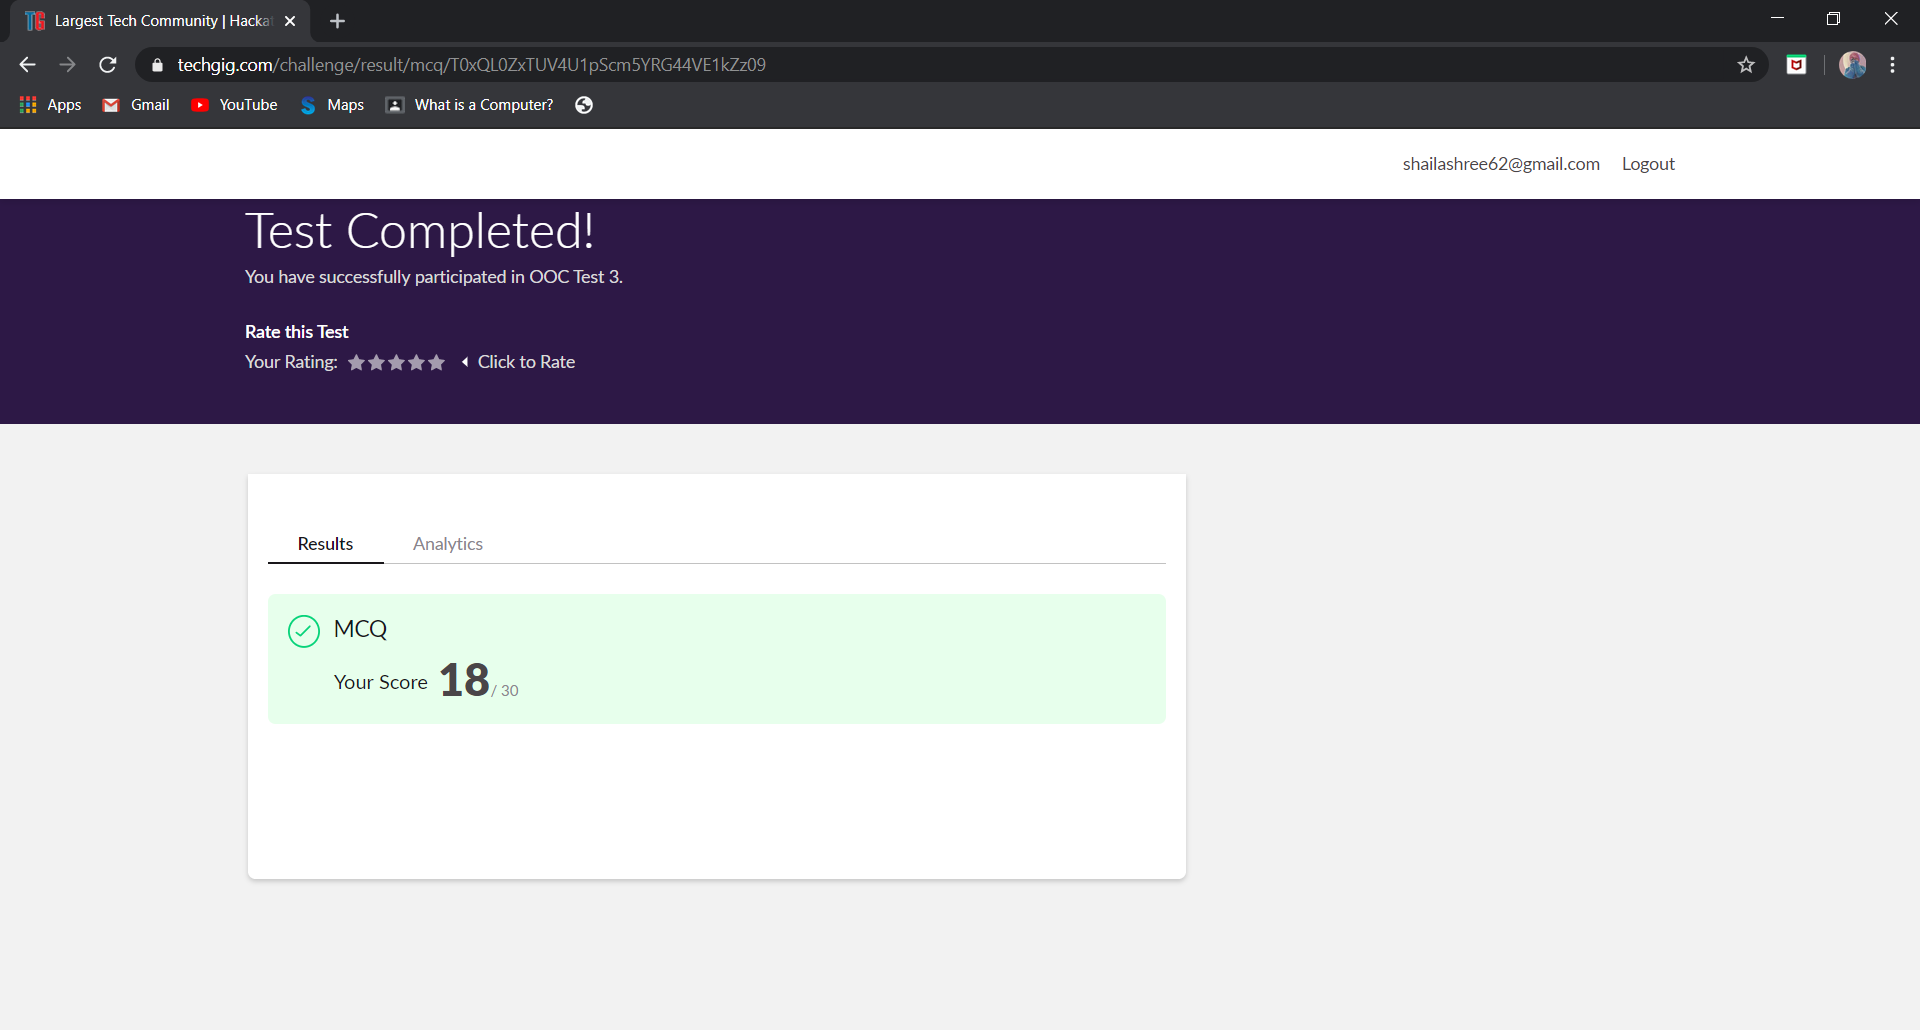 TG Largest Tech Community | Hacka
techgig.com/challenge/result/mcq/T0xQL0ZxTUV4U1pScm5YRG44VE1kZz09
Apps Gmail YouTube Maps What is a Computer?
shailashree62@gmail.com Logout
Test Completed!
You have successfully participated in OOC Test 3.
Rate this Test
Your Rating: Click to Rate
Results Analytics
MCQ
Your Score 18 / 30